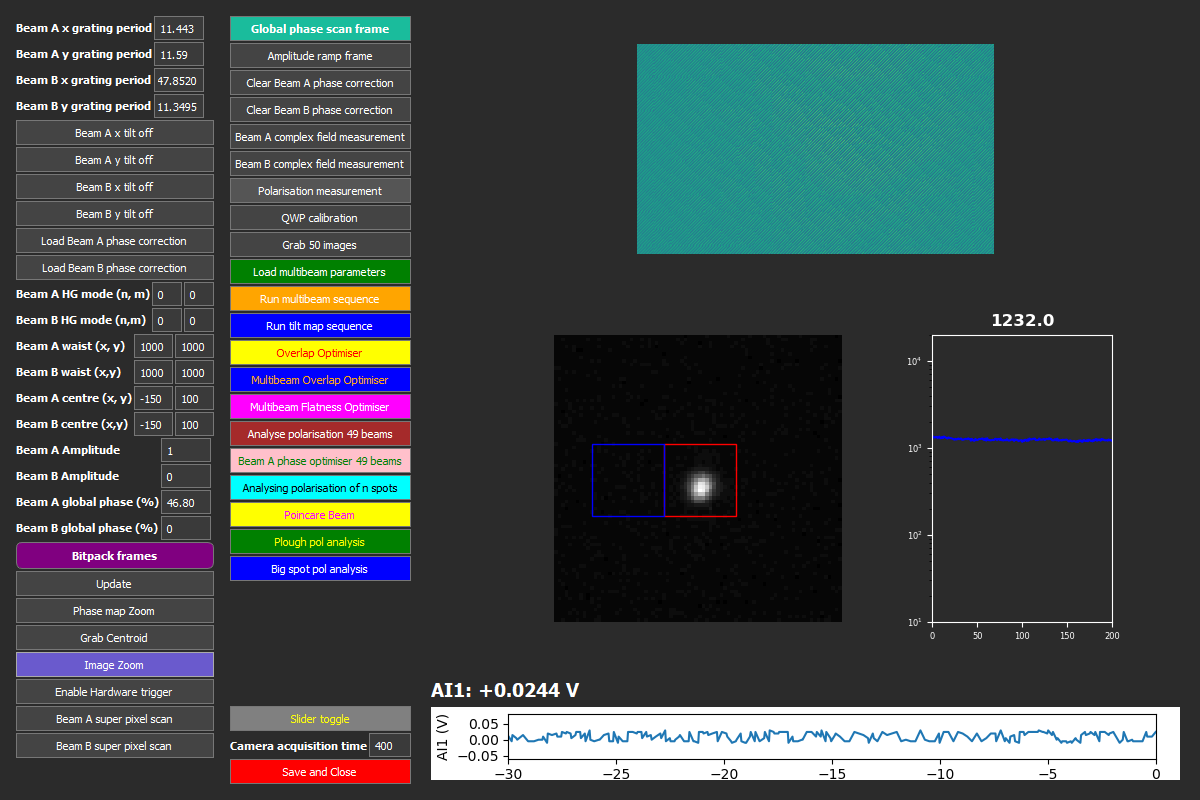 Beam A x grating period 11.443
Beam A y grating period 11.59
Beam B x grating period 47.8520
Beam B y grating period 11.3495
Beam A x tilt off
Beam A y tilt off
Beam B x tilt off
Beam B y tilt off
Load Beam A phase correction
Load Beam B phase correction
Beam A HG mode (n, m) 0 0
Beam B HG mode (n,m) 0 0
Beam A waist (x, y) 1000 1000
Beam B waist (x,y) 1000 1000
Beam A centre (x, y) -150 100
Beam B centre (x,y) -150 100
Beam A Amplitude 1
Beam B Amplitude 0
Beam A global phase (%) 46.80
Beam B global phase (%) 0
Bitpack frames
Update
Phase map Zoom
Grab Centroid
Image Zoom
Enable Hardware trigger
Beam A super pixel scan
Beam B super pixel scan
Global phase scan frame
Amplitude ramp frame
Clear Beam A phase correction
Clear Beam B phase correction
Beam A complex field measurement
Beam B complex field measurement
Polarisation measurement
QWP calibration
Grab 50 images
Load multibeam parameters
Run multibeam sequence
Run tilt map sequence
Overlap Optimiser
Multibeam Overlap Optimiser
Multibeam Flatness Optimiser
Analyse polarisation 49 beams
Beam A phase optimiser 49 beams
Analysing polarisation of n spots
Poincare Beam
Plough pol analysis
Big spot pol analysis
Slider toggle
Camera acquisition time 400
Save and Close
1232.0
10⁴
10³
10²
10¹
0 50 100 150 200
AI1: +0.0244 V
AI1 (V)
0.05
0.00
−0.05
−30 −25 −20 −15 −10 −5 0